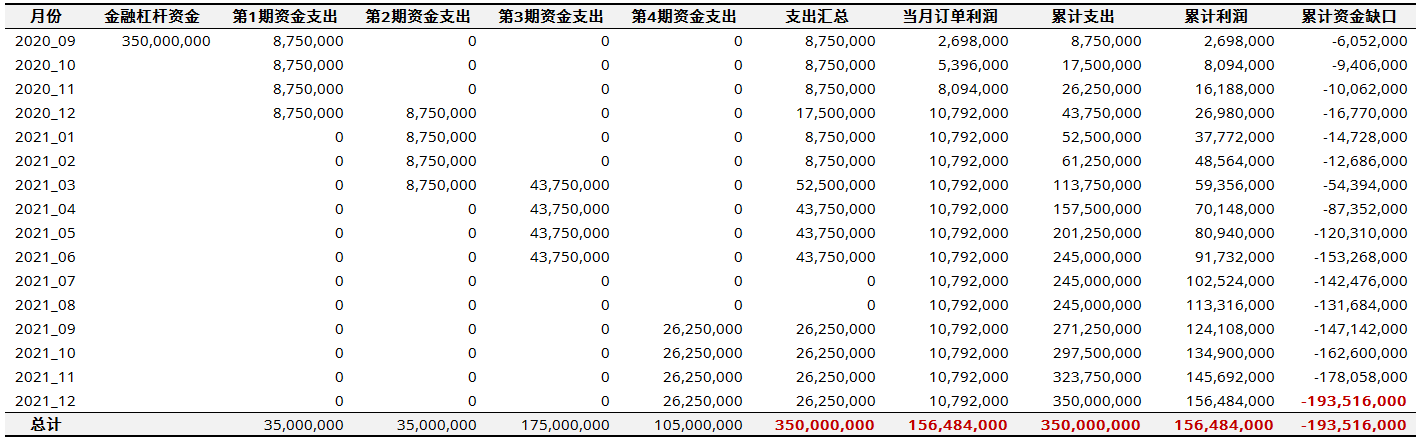 月份 金融杠杆资金 第1期资金支出 第2期资金支出 第3期资金支出 第4期资金支出 支出汇总 当月订单利润 累计支出 累计利润 累计资金缺口
2020_09 350,000,000 8,750,000 0 0 0 8,750,000 2,698,000 8,750,000 2,698,000 -6,052,000
2020_10 8,750,000 0 0 0 8,750,000 5,396,000 17,500,000 8,094,000 -9,406,000
2020_11 8,750,000 0 0 0 8,750,000 8,094,000 26,250,000 16,188,000 -10,062,000
2020_12 8,750,000 8,750,000 0 0 17,500,000 10,792,000 43,750,000 26,980,000 -16,770,000
2021_01 0 8,750,000 0 0 8,750,000 10,792,000 52,500,000 37,772,000 -14,728,000
2021_02 0 8,750,000 0 0 8,750,000 10,792,000 61,250,000 48,564,000 -12,686,000
2021_03 0 8,750,000 43,750,000 0 52,500,000 10,792,000 113,750,000 59,356,000 -54,394,000
2021_04 0 0 43,750,000 0 43,750,000 10,792,000 157,500,000 70,148,000 -87,352,000
2021_05 0 0 43,750,000 0 43,750,000 10,792,000 201,250,000 80,940,000 -120,310,000
2021_06 0 0 43,750,000 0 43,750,000 10,792,000 245,000,000 91,732,000 -153,268,000
2021_07 0 0 0 0 0 10,792,000 245,000,000 102,524,000 -142,476,000
2021_08 0 0 0 0 0 10,792,000 245,000,000 113,316,000 -131,684,000
2021_09 0 0 0 26,250,000 26,250,000 10,792,000 271,250,000 124,108,000 -147,142,000
2021_10 0 0 0 26,250,000 26,250,000 10,792,000 297,500,000 134,900,000 -162,600,000
2021_11 0 0 0 26,250,000 26,250,000 10,792,000 323,750,000 145,692,000 -178,058,000
2021_12 0 0 0 26,250,000 26,250,000 10,792,000 350,000,000 156,484,000 -193,516,000
总计 35,000,000 35,000,000 175,000,000 105,000,000 350,000,000 156,484,000 350,000,000 156,484,000 -193,516,000